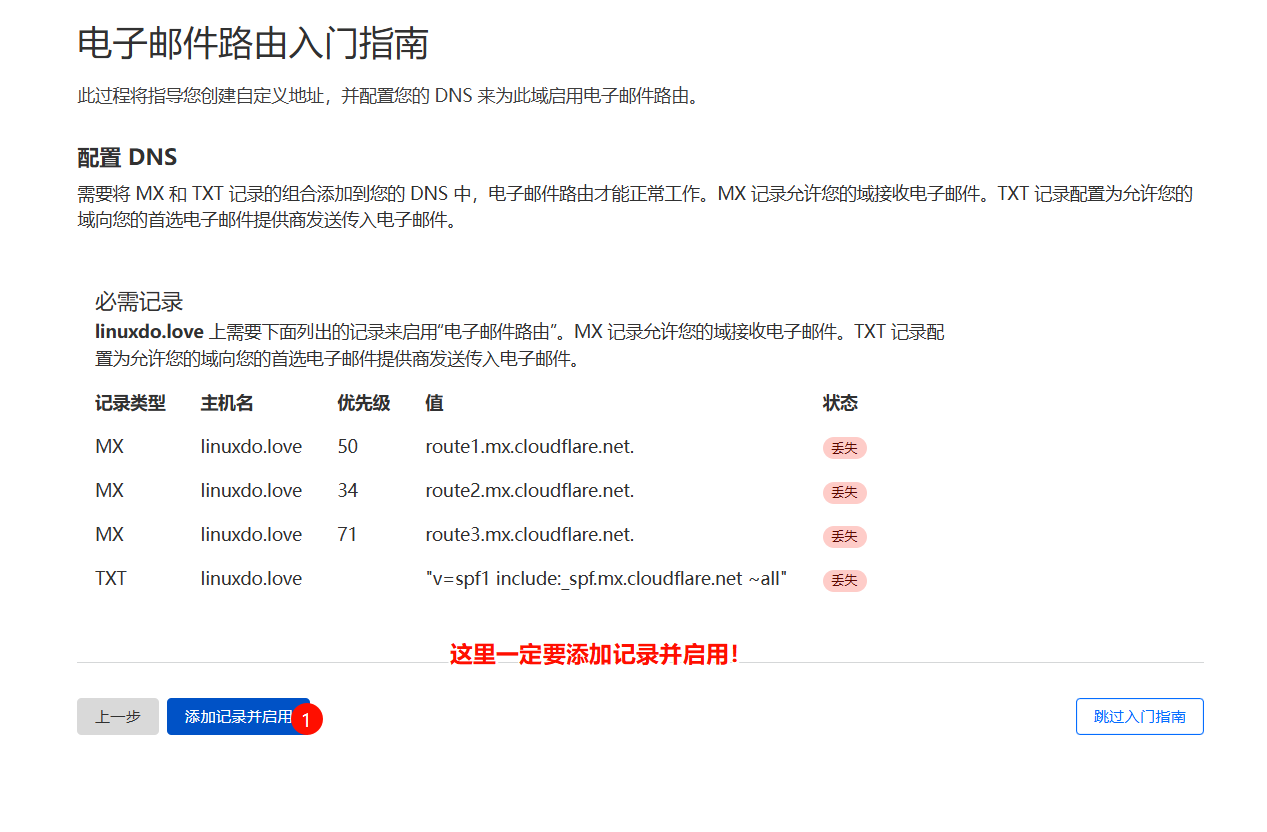 电子邮件路由入门指南
此过程将指导您创建自定义地址，并配置您的 DNS 来为此域启用电子邮件路由。
配置 DNS
需要将 MX 和 TXT 记录的组合添加到您的 DNS 中，电子邮件路由才能正常工作。MX 记录允许您的域接收电子邮件。TXT 记录配置为允许您的
域向您的首选电子邮件提供商发送传入电子邮件。
必需记录
linuxdo.love 上需要下面列出的记录来启用“电子邮件路由”。MX 记录允许您的域接收电子邮件。TXT 记录配
置为允许您的域向您的首选电子邮件提供商发送传入电子邮件。
记录类型 主机名 优先级 值 状态
MX linuxdo.love 50 route1.mx.cloudflare.net. 丢失
MX linuxdo.love 34 route2.mx.cloudflare.net. 丢失
MX linuxdo.love 71 route3.mx.cloudflare.net. 丢失
TXT linuxdo.love "v=spf1 include:_spf.mx.cloudflare.net ~all" 丢失
这里一定要添加记录并启用！
上一步 添加记录并启用 1 跳过入门指南